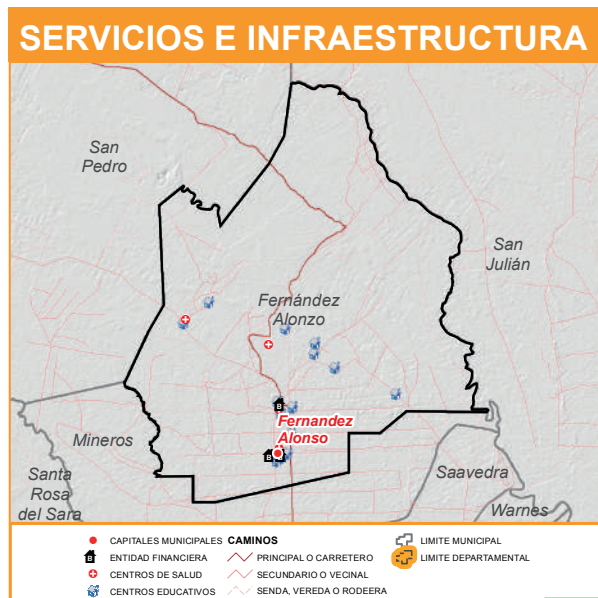 SERVICIOS E INFRAESTRUCTURA
San
Pedro
San
Julián
Fernández
Alonzo
B
Fernandez
Alonso
Mineros
B
Santa
Rosa
del Sara
Saavedra
Warnes
CAPITALES MUNICIPALES
B ENTIDAD FINANCIERA
CENTROS DE SALUD
CENTROS EDUCATIVOS
CAMINOS
PRINCIPAL O CARRETERO
SECUNDARIO O VECINAL
SENDA, VEREDA O RODEERA
LIMITE MUNICIPAL
LIMITE DEPARTAMENTAL